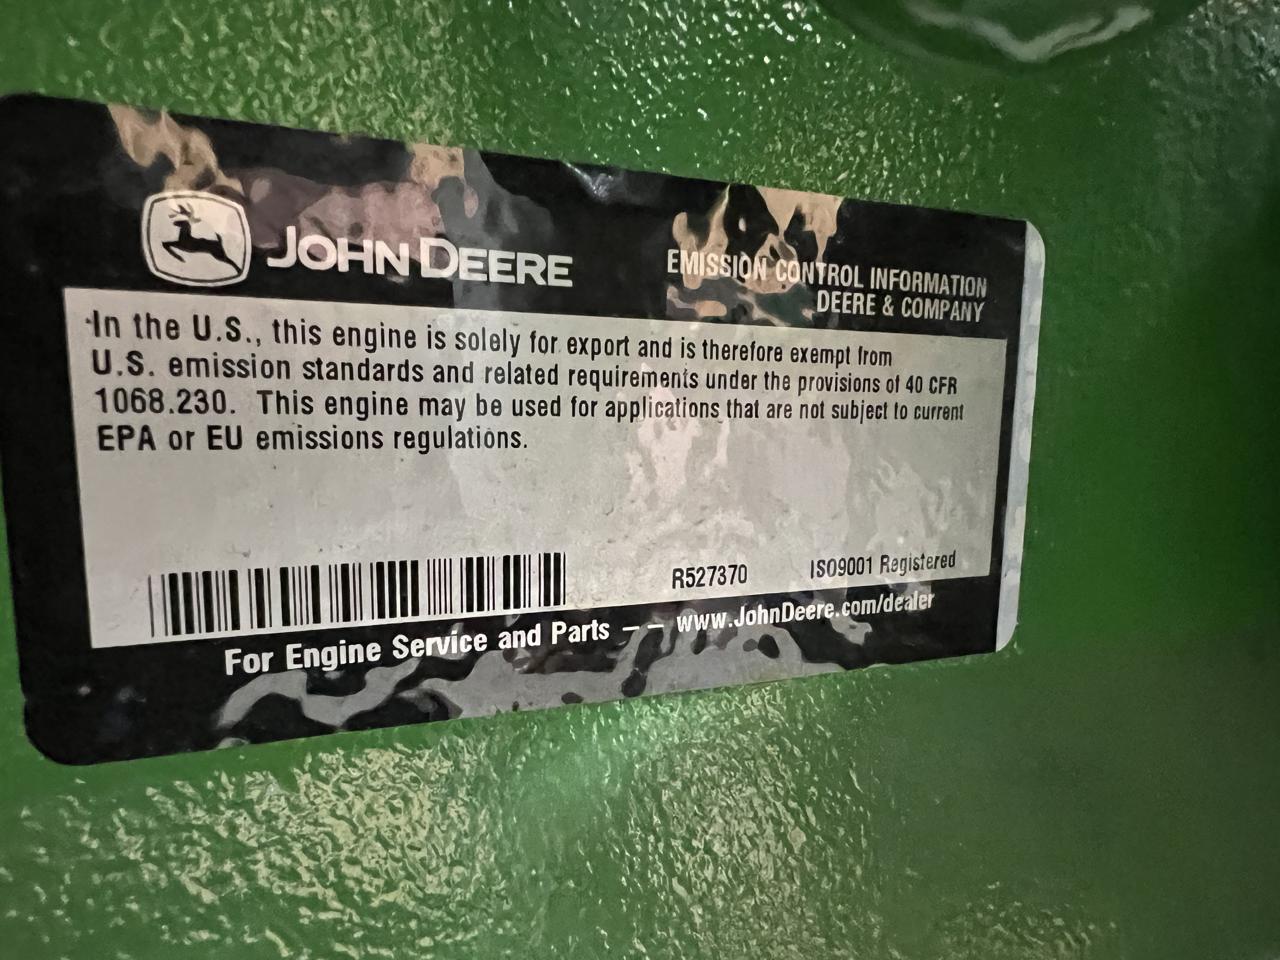 JOHN DEERE
EMISSION CONTROL INFORMATION
DEERE & COMPANY
In the U.S., this engine is solely for export and is therefore exempt from
U.S. emission standards and related requirements under the provisions of 40 CFR
1068.230. This engine may be used for applications that are not subject to current
EPA or EU emissions regulations.
R527370
ISO9001 Registered
For Engine Service and Parts -- www.JohnDeere.com/dealer